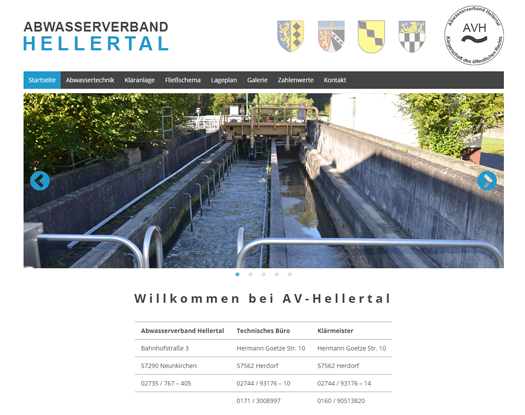 ABWASSERVERBAND
HELLERTAL
Abwasserverband Hellertal
AVH
Körperschaft des öffentlichen Rechts
Startseite Abwassertechnik Kläranlage Fließschema Lageplan Galerie Zahlenwerte Kontakt
Willkommen bei AV-Hellertal
Abwasserverband Hellertal Technisches Büro Klärmeister
Bahnhofstraße 3 Hermann Goetze Str. 10 Hermann Goetze Str. 10
57290 Neunkirchen 57562 Herdorf 57562 Herdorf
02735 / 767 – 405 02744 / 93176 – 10 02744 / 93176 – 14
0171 / 3008997 0160 / 90513820